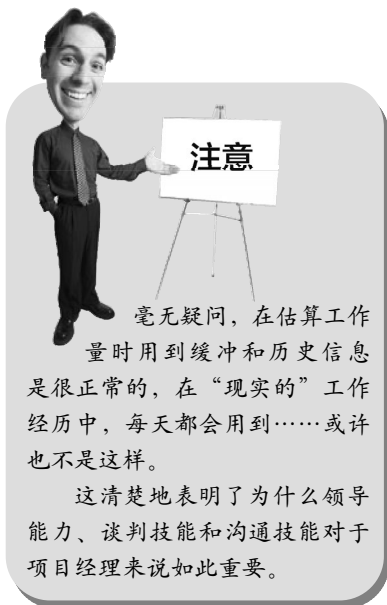 注意
毫无疑问，在估算工作
量时用到缓冲和历史信息
是很正常的，在“现实的”工作
经历中，每天都会用到……或许
也不是这样。
这清楚地表明了为什么领导
能力、谈判技能和沟通技能对于
项目经理来说如此重要。